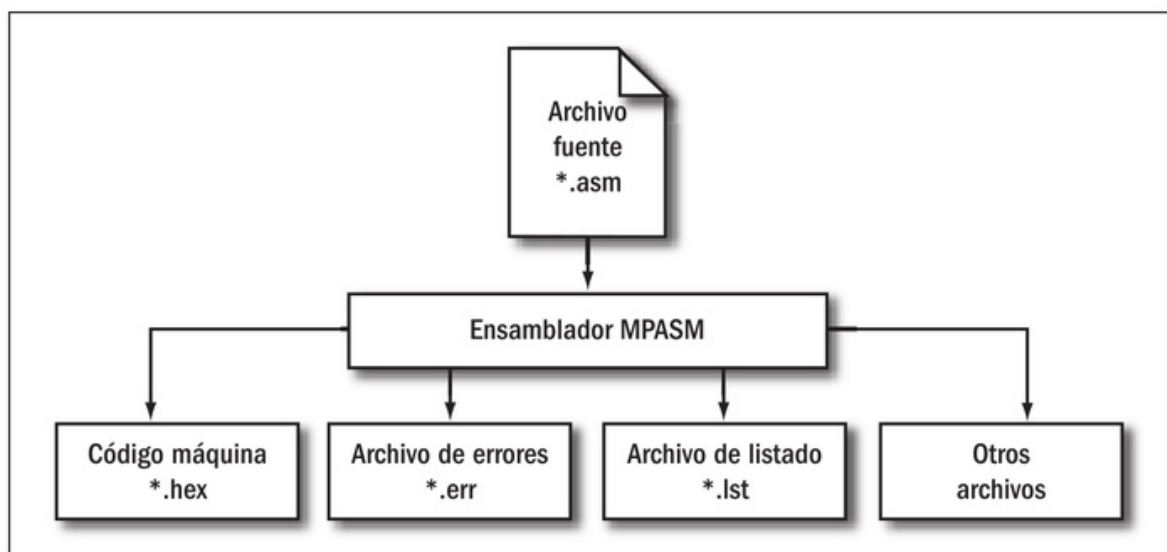 Archivo
fuente
*.asm
Ensamblador MPASM
Código máquina
*.hex
Archivo de errores
*.err
Archivo de listado
*.lst
Otros
archivos